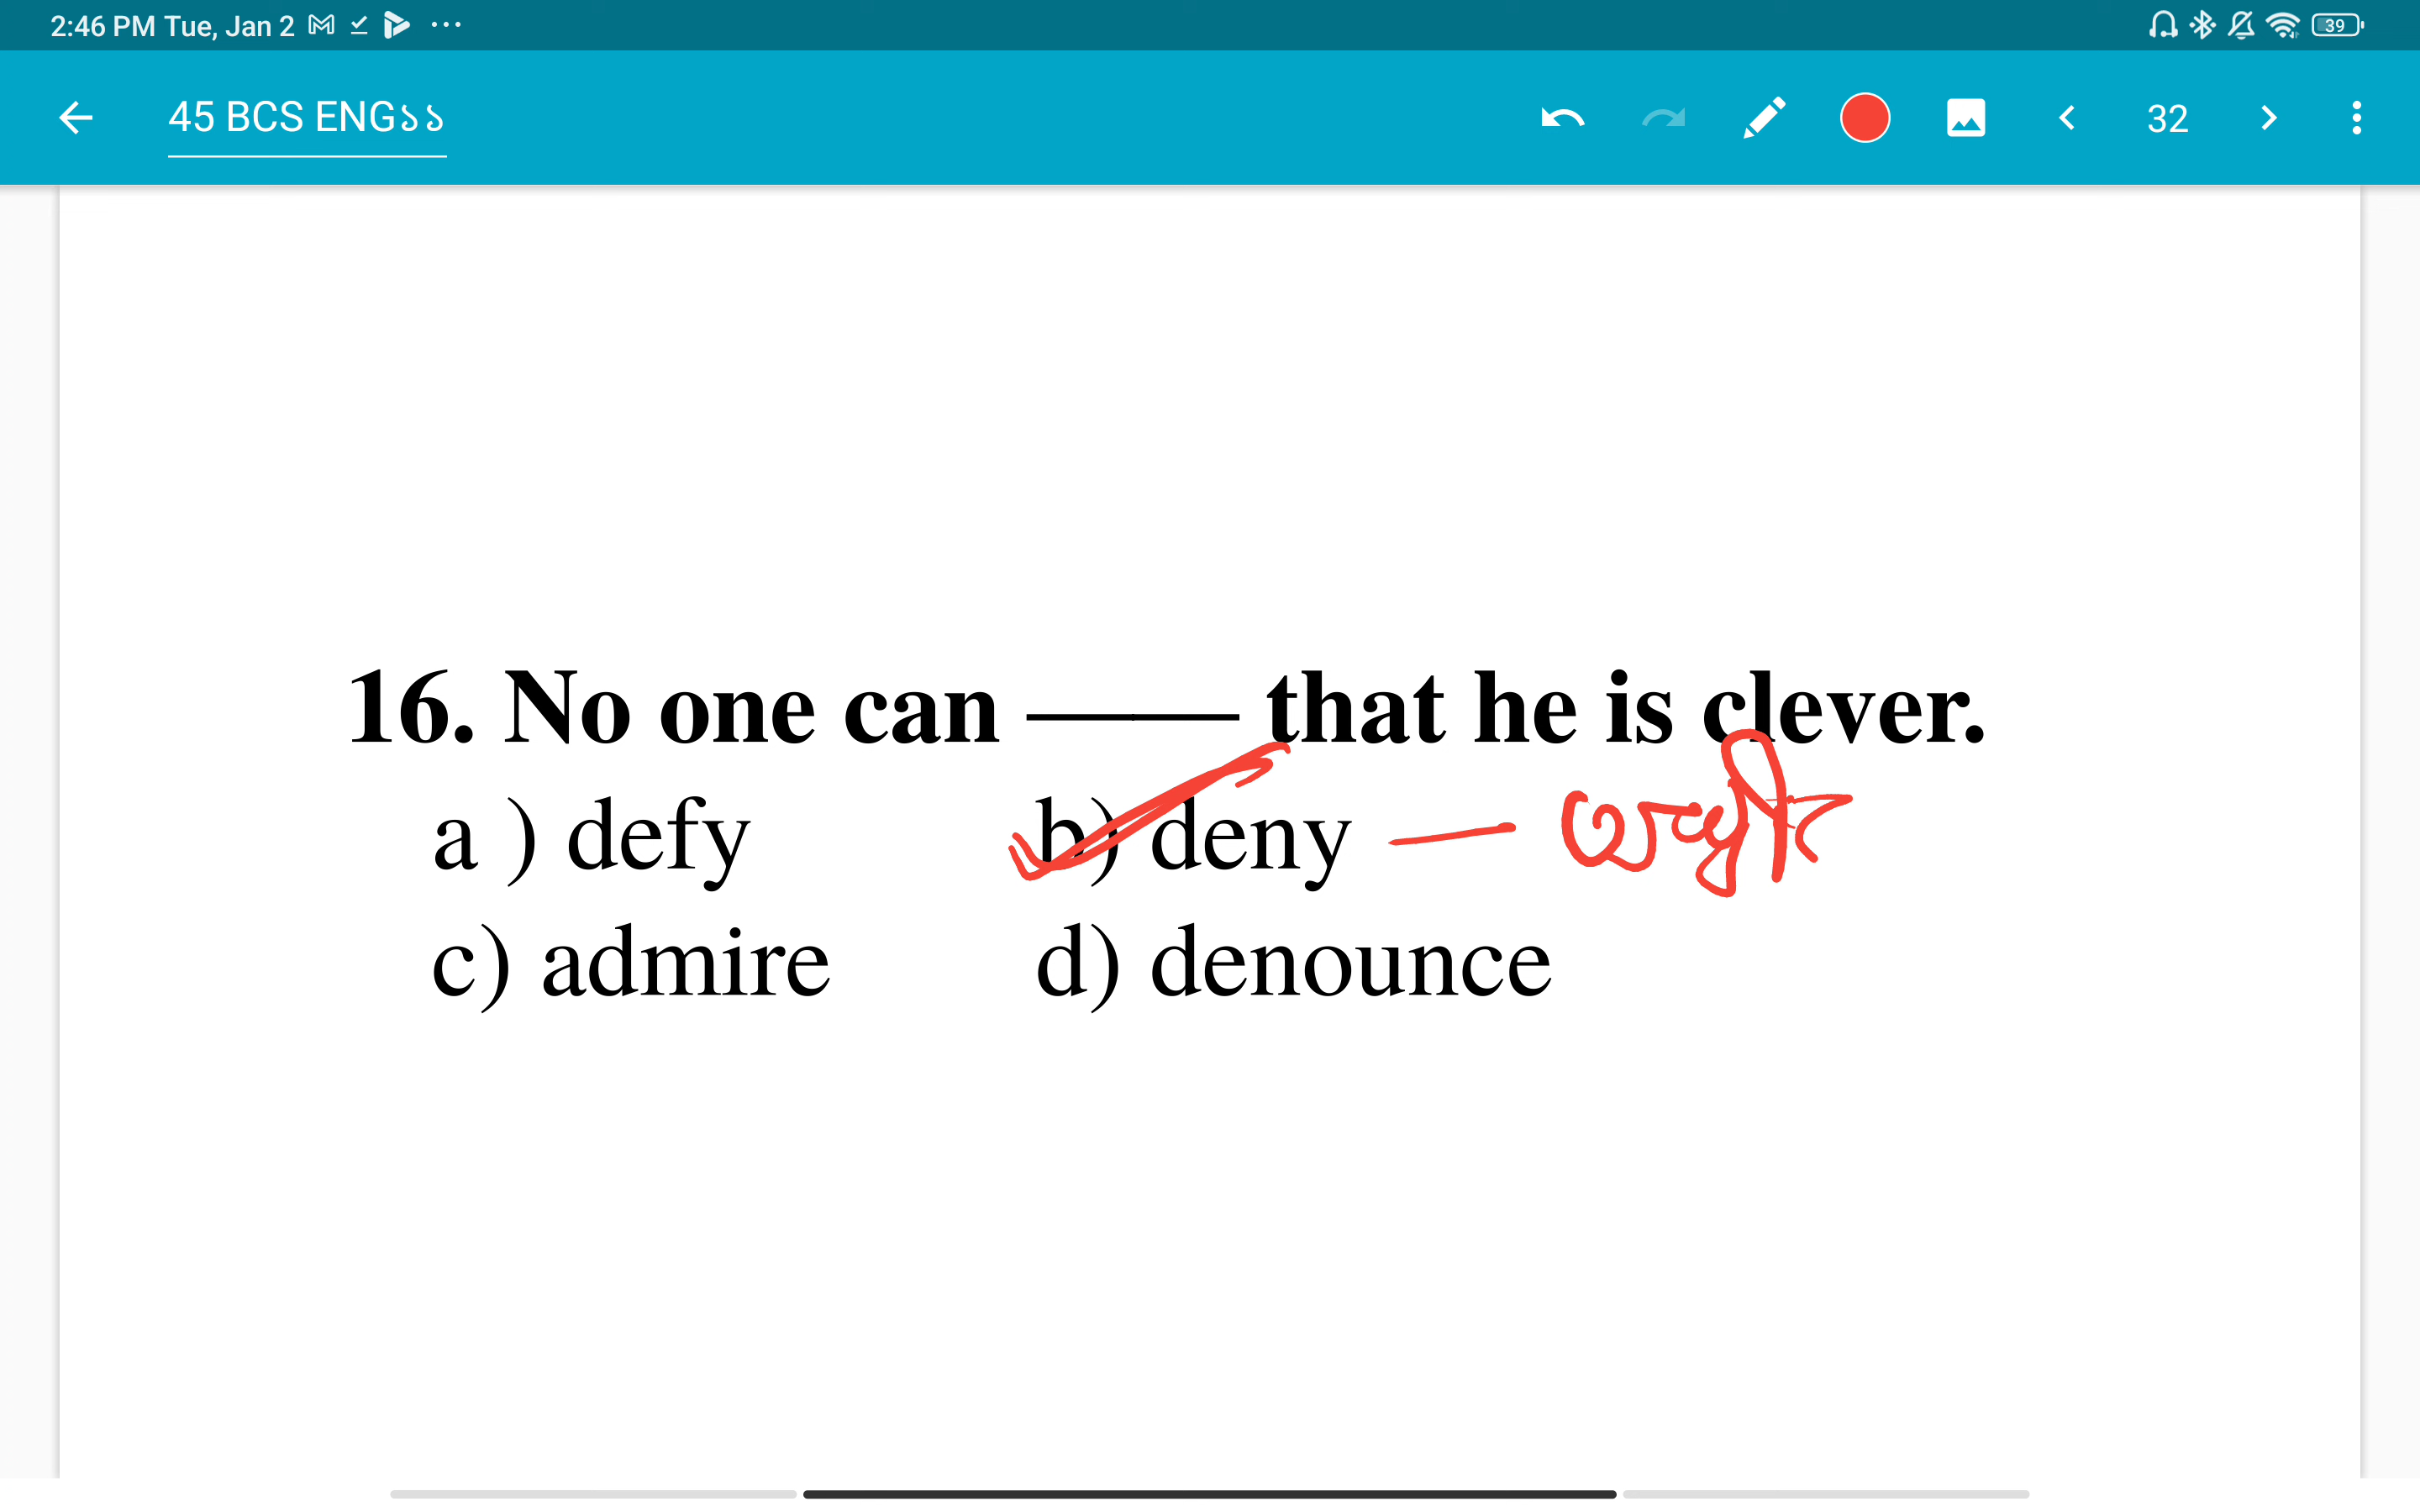 2:46 PM Tue, Jan 2 ...
39
45 BCS ENG১১
32
16. No one can ——— that he is clever.
a ) defy b) deny —
c) admire d) denounce